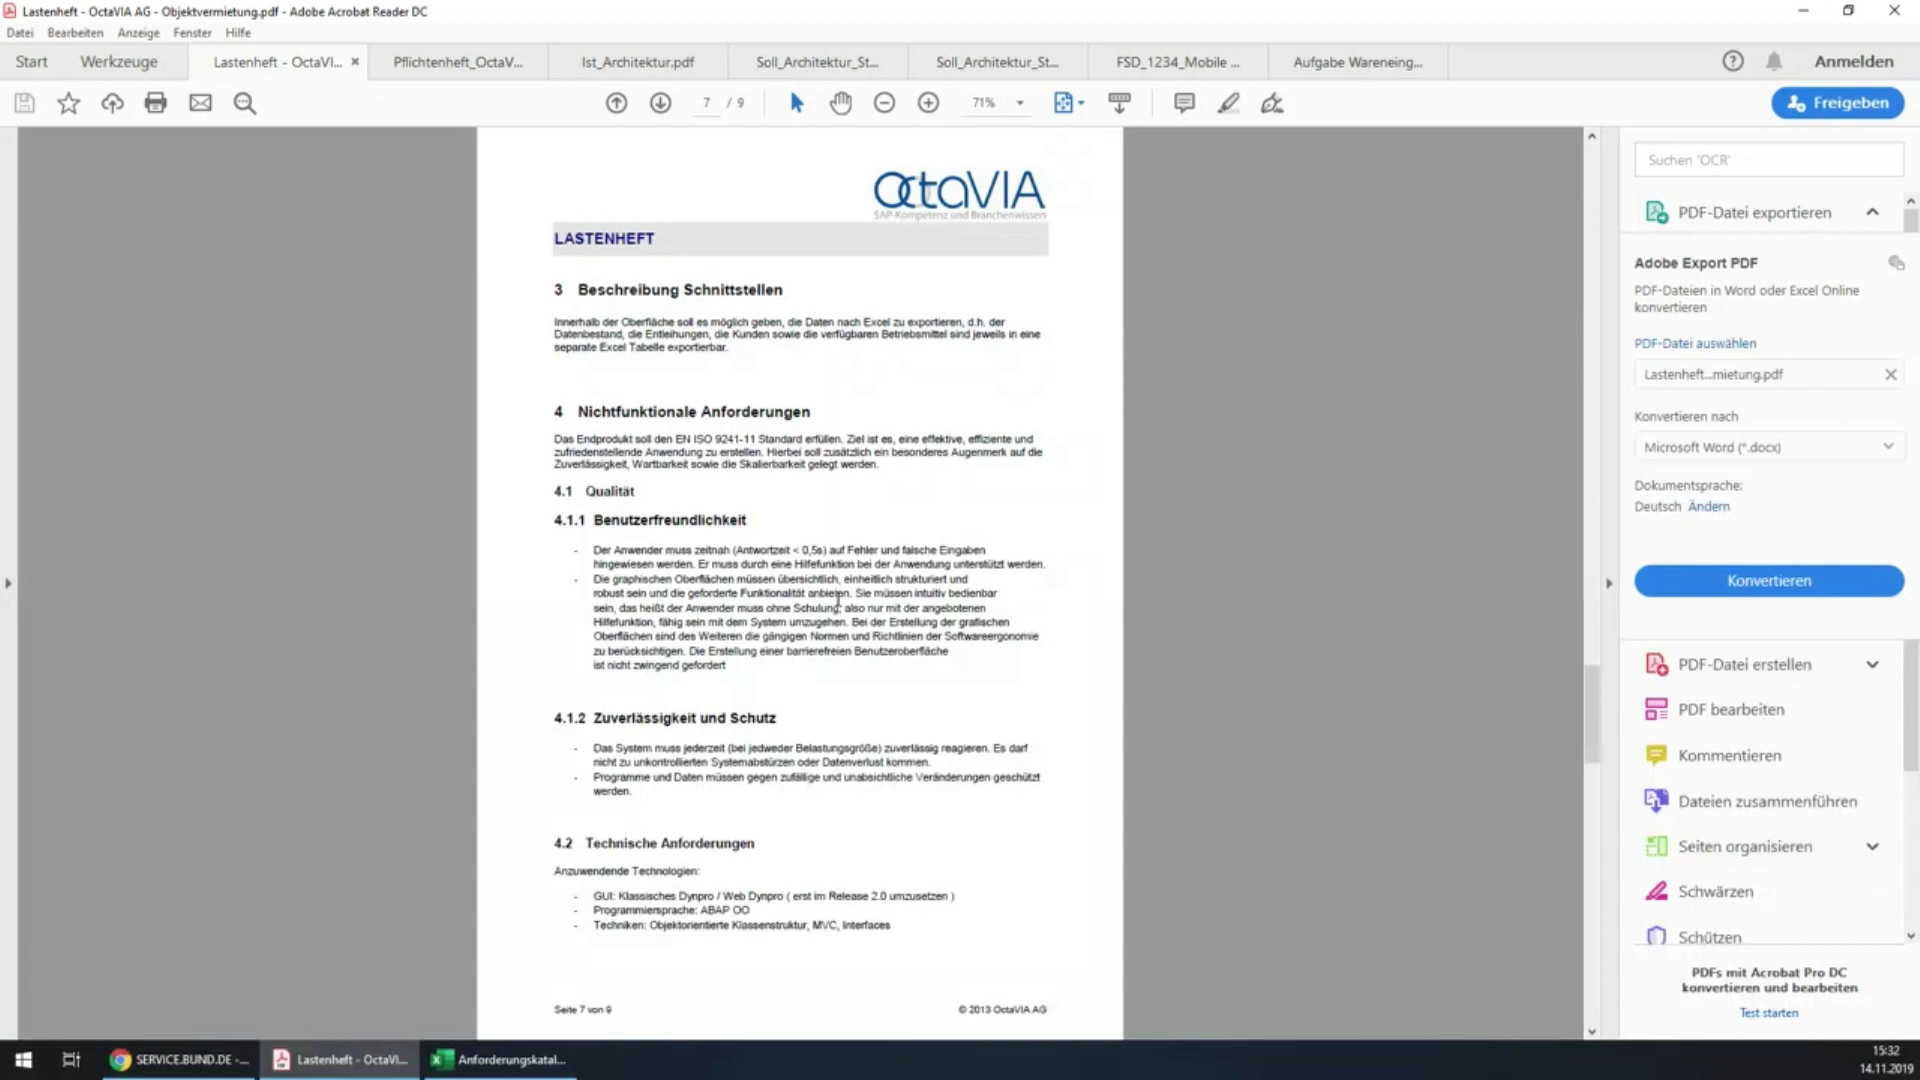 Lastenheft - OctaVIA AG - Objektvermietung.pdf - Adobe Acrobat Reader DC
Datei Bearbeiten Anzeige Fenster Hilfe
Start Werkzeuge Lastenheft - OctaVI... × Pflichtenheft_OctaV... Ist_Architektur.pdf Soll_Architektur_St... Soll_Architektur_St... FSD_1234_Mobile ... Aufgabe Wareneing... Anmelden
7 / 9 71% Freigeben
OctaVIA
SAP-Kompetenz und Branchenwissen
LASTENHEFT
3 Beschreibung Schnittstellen
Innerhalb der Oberfläche soll es möglich geben, die Daten nach Excel zu exportieren, d.h. der
Datenbestand, die Entleihungen, die Kunden sowie die verfügbaren Betriebsmittel sind jeweils in eine
separate Excel Tabelle exportierbar.
4 Nichtfunktionale Anforderungen
Das Endprodukt soll den EN ISO 9241-11 Standard erfüllen. Ziel ist es, eine effektive, effiziente und
zufriedenstellende Anwendung zu erstellen. Hierbei soll zusätzlich ein besonderes Augenmerk auf die
Zuverlässigkeit, Wartbarkeit sowie die Skalierbarkeit gelegt werden.
4.1 Qualität
4.1.1 Benutzerfreundlichkeit
- Der Anwender muss zeitnah (Antwortzeit < 0,5s) auf Fehler und falsche Eingaben
hingewiesen werden. Er muss durch eine Hilfefunktion bei der Anwendung unterstützt werden.
- Die graphischen Oberflächen müssen übersichtlich, einheitlich strukturiert und
robust sein und die geforderte Funktionalität anbieten. Sie müssen intuitiv bedienbar
sein, das heißt der Anwender muss ohne Schulung, also nur mit der angebotenen
Hilfefunktion, fähig sein mit dem System umzugehen. Bei der Erstellung der grafischen
Oberflächen sind des Weiteren die gängigen Normen und Richtlinien der Softwareergonomie
zu berücksichtigen. Die Erstellung einer barrierefreien Benutzeroberfläche
ist nicht zwingend gefordert
4.1.2 Zuverlässigkeit und Schutz
- Das System muss jederzeit (bei jedweder Belastungsgröße) zuverlässig reagieren. Es darf
nicht zu unkontrollierten Systemabstürzen oder Datenverlust kommen.
- Programme und Daten müssen gegen zufällige und unabsichtliche Veränderungen geschützt
werden.
4.2 Technische Anforderungen
Anzuwendende Technologien:
- GUI: Klassisches Dynpro / Web Dynpro ( erst im Release 2.0 umzusetzen )
- Programmiersprache: ABAP OO
- Techniken: Objektorientierte Klassenstruktur, MVC, Interfaces
Seite 7 von 9 © 2013 OctaVIA AG
Suchen 'OCR'
PDF-Datei exportieren
Adobe Export PDF
PDF-Dateien in Word oder Excel Online
konvertieren
PDF-Datei auswählen
Lastenheft...mietung.pdf
Konvertieren nach
Microsoft Word (*.docx)
Dokumentsprache:
Deutsch Ändern
Konvertieren
PDF-Datei erstellen
PDF bearbeiten
Kommentieren
Dateien zusammenführen
Seiten organisieren
Schwärzen
Schützen
PDFs mit Acrobat Pro DC
konvertieren und bearbeiten
Test starten
SERVICE.BUND.DE -... Lastenheft - OctaVI... Anforderungskatal...
15:32
14.11.2019